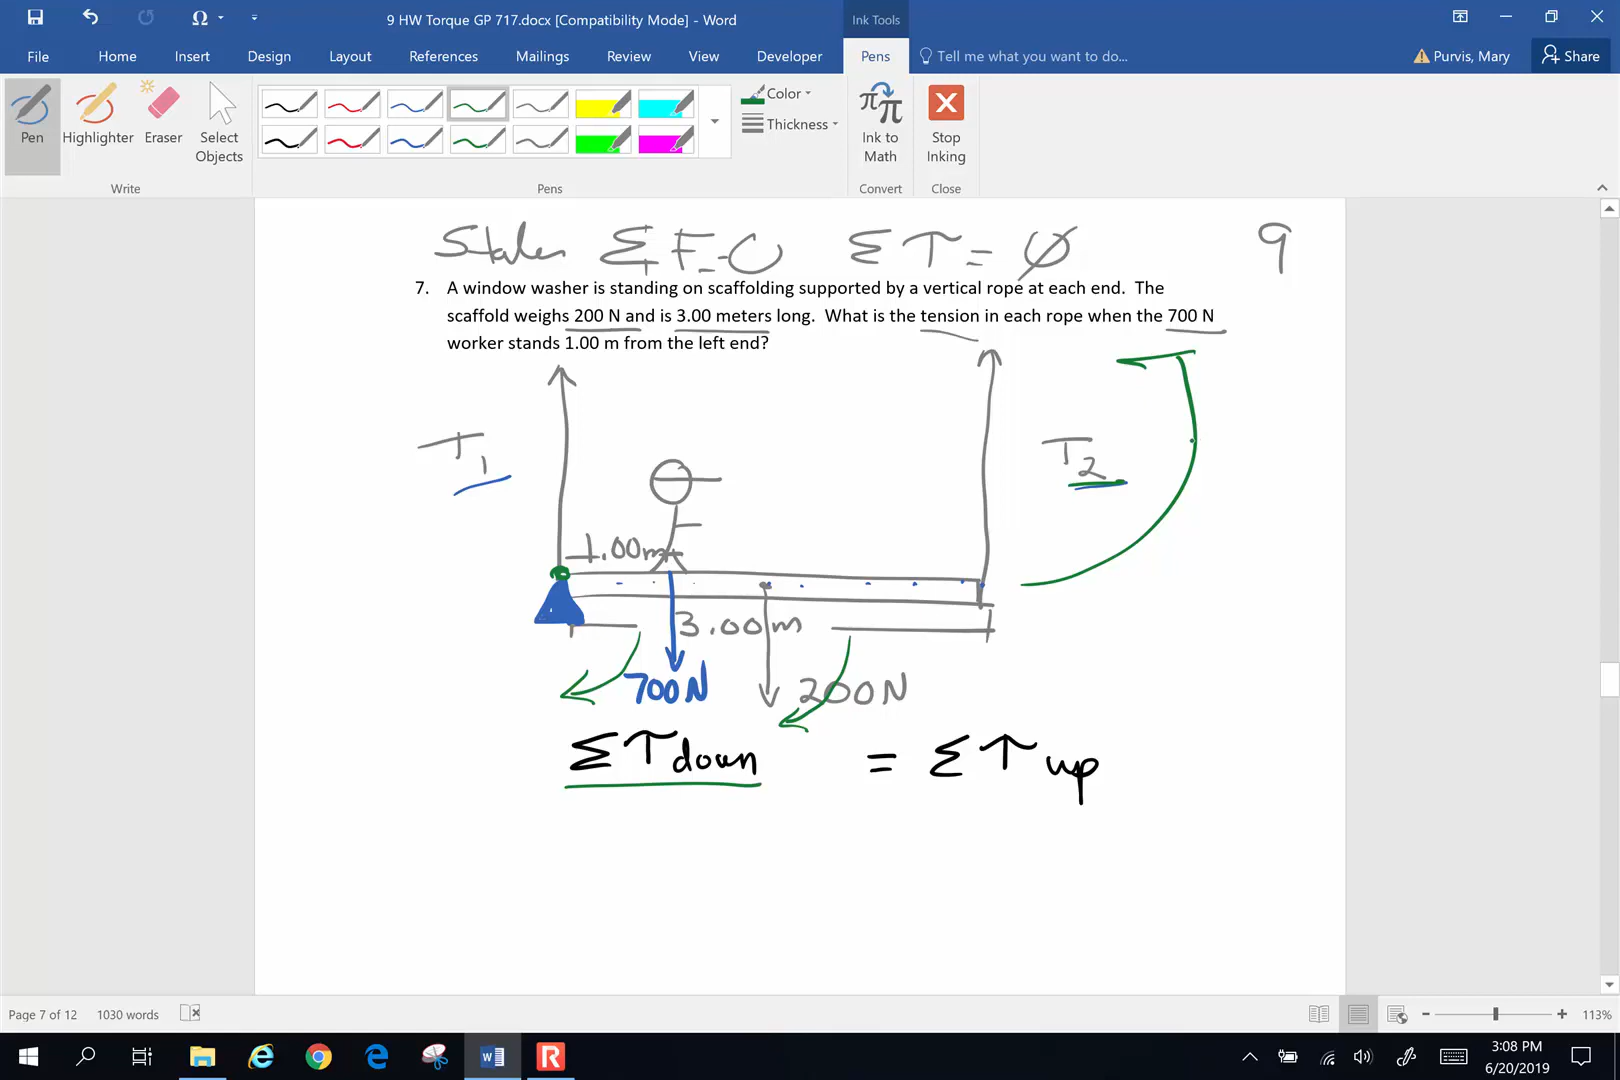 9 HW Torque GP 717.docx [Compatibility Mode] - Word
Ink Tools
File Home Insert Design Layout References Mailings Review View Developer Pens Tell me what you want to do... Purvis, Mary Share
Pen Highlighter Eraser Select Objects
Color
Thickness
Ink to Math
Stop Inking
Write Pens Convert Close
ΣF=0 Στ=∅ 9
7. A window washer is standing on scaffolding supported by a vertical rope at each end. The
scaffold weighs 200 N and is 3.00 meters long. What is the tension in each rope when the 700 N
worker stands 1.00 m from the left end?
T1 T2
1.00m
3.00m
700N 200N
Στdown = Στup
Page 7 of 12 1030 words 113%
3:08 PM
6/20/2019